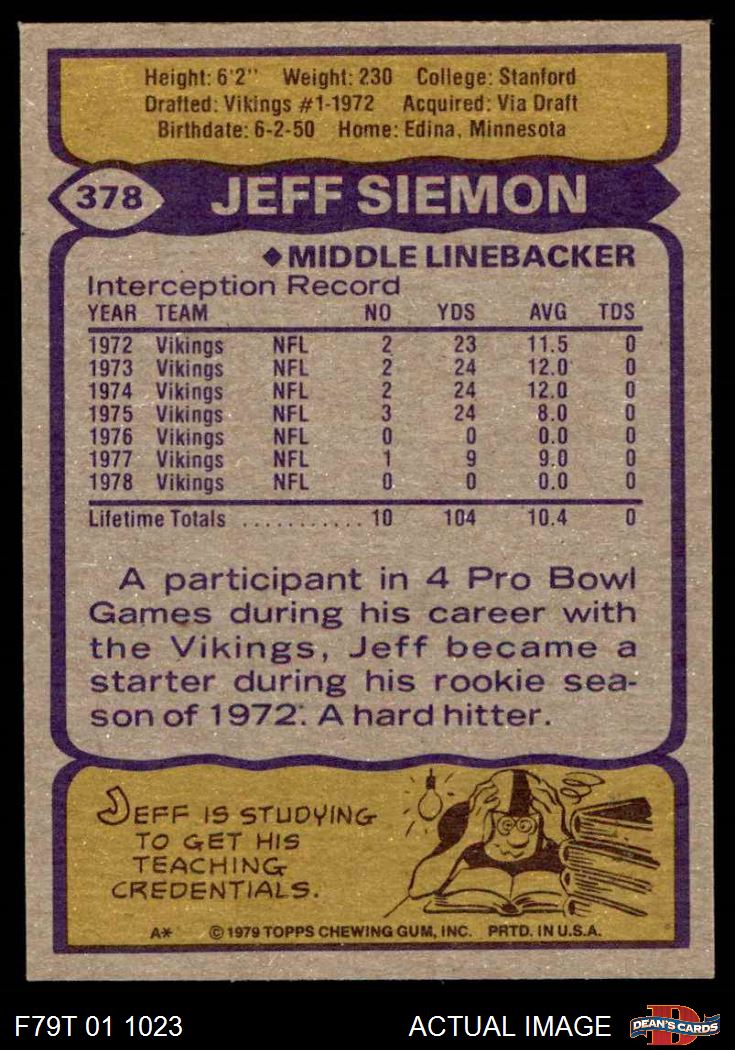 Height: 6'2'' Weight: 230 College: Stanford
Drafted: Vikings #1-1972 Acquired: Via Draft
Birthdate: 6-2-50 Home: Edina, Minnesota
378 JEFF SIEMON
◆MIDDLE LINEBACKER
Interception Record
YEAR TEAM NO YDS AVG TDS
1972 Vikings NFL 2 23 11.5 0
1973 Vikings NFL 2 24 12.0 0
1974 Vikings NFL 2 24 12.0 0
1975 Vikings NFL 3 24 8.0 0
1976 Vikings NFL 0 0 0.0 0
1977 Vikings NFL 1 9 9.0 0
1978 Vikings NFL 0 0 0.0 0
Lifetime Totals ........... 10 104 10.4 0
A participant in 4 Pro Bowl
Games during his career with
the Vikings, Jeff became a
starter during his rookie sea-
son of 1972. A hard hitter.
JEFF IS STUDYING
TO GET HIS
TEACHING
CREDENTIALS.
A* © 1979 TOPPS CHEWING GUM, INC. PRTD. IN U.S.A.
F79T 01 1023 ACTUAL IMAGE D DEAN'S CARDS